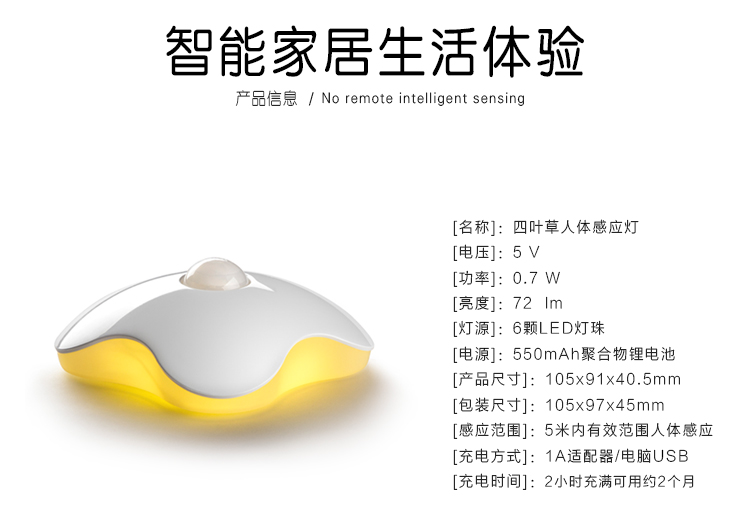 智能家居生活体验
产品信息 / No remote intelligent sensing
[名称]：四叶草人体感应灯
[电压]：5 V
[功率]：0.7 W
[亮度]：72 lm
[灯源]：6颗LED灯珠
[电源]：550mAh聚合物锂电池
[产品尺寸]：105x91x40.5mm
[包装尺寸]：105x97x45mm
[感应范围]：5米内有效范围人体感应
[充电方式]：1A适配器/电脑USB
[充电时间]：2小时充满可用约2个月